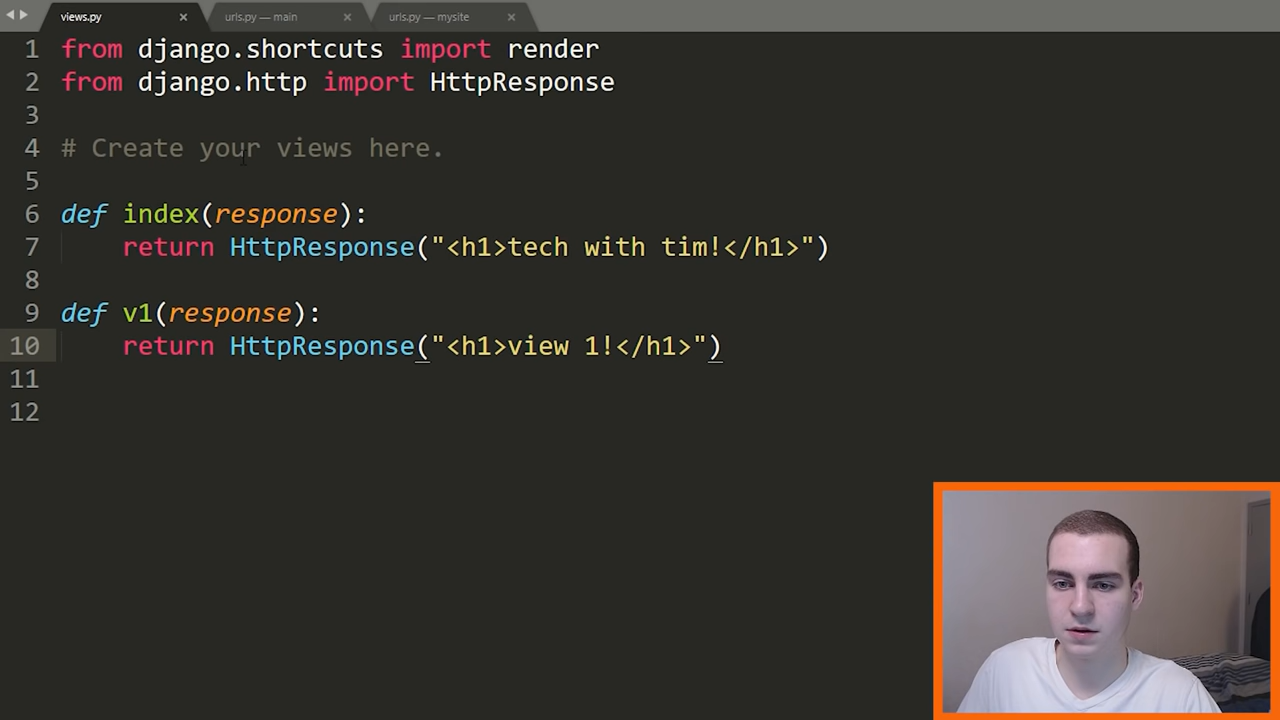 views.py
urls.py — main
urls.py — mysite
1 from django.shortcuts import render
2 from django.http import HttpResponse
3
4 # Create your views here.
5
6 def index(response):
7 return HttpResponse("<h1>tech with tim!</h1>")
8
9 def v1(response):
10 return HttpResponse("<h1>view 1!</h1>")
11
12